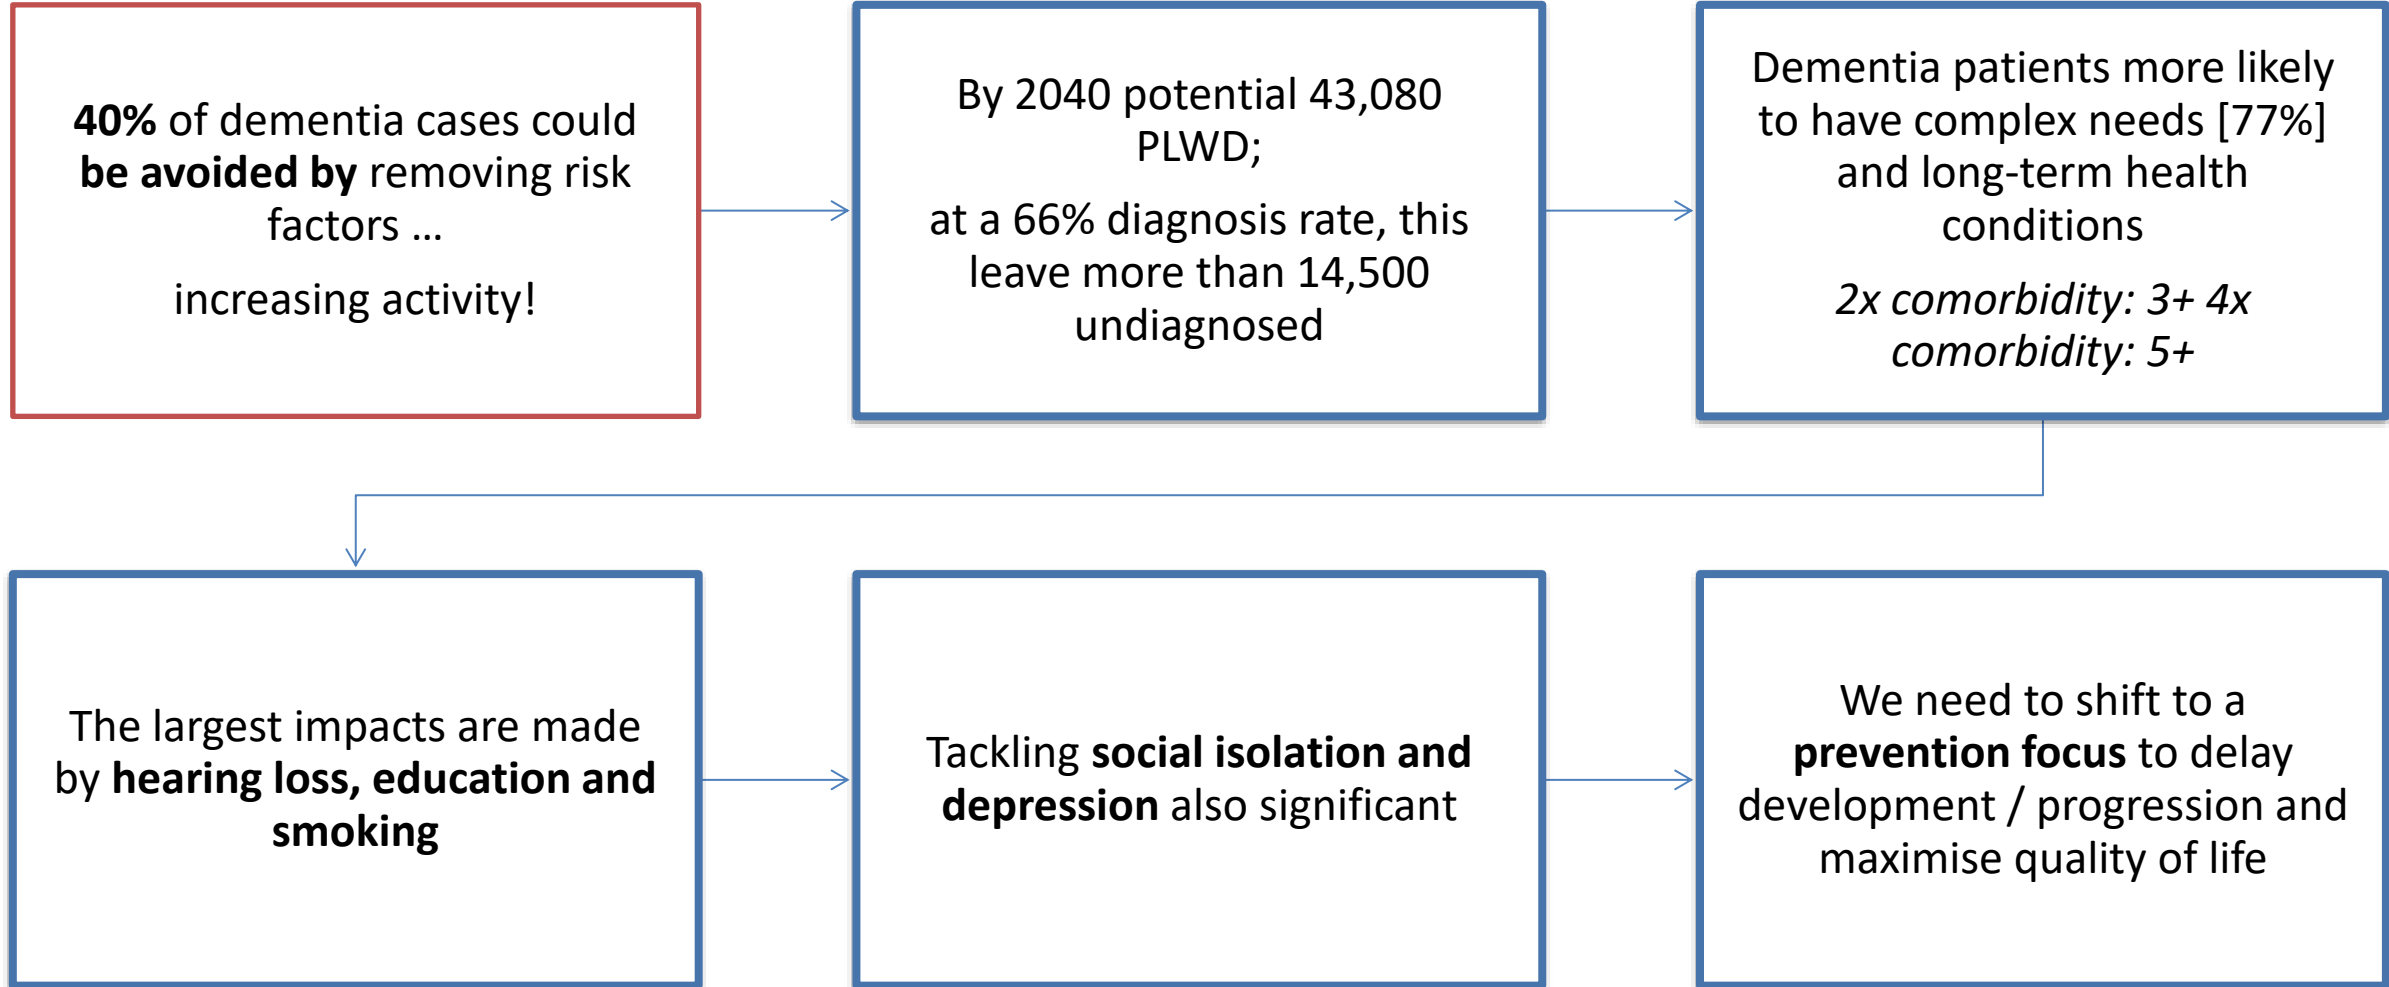 40% of dementia cases could
be avoided by removing risk
factors ...
increasing activity!
By 2040 potential 43,080
PLWD;
at a 66% diagnosis rate, this
leave more than 14,500
undiagnosed
Dementia patients more likely
to have complex needs [77%]
and long-term health
conditions
2x comorbidity: 3+ 4x
comorbidity: 5+
The largest impacts are made
by hearing loss, education and
smoking
Tackling social isolation and
depression also significant
We need to shift to a
prevention focus to delay
development / progression and
maximise quality of life